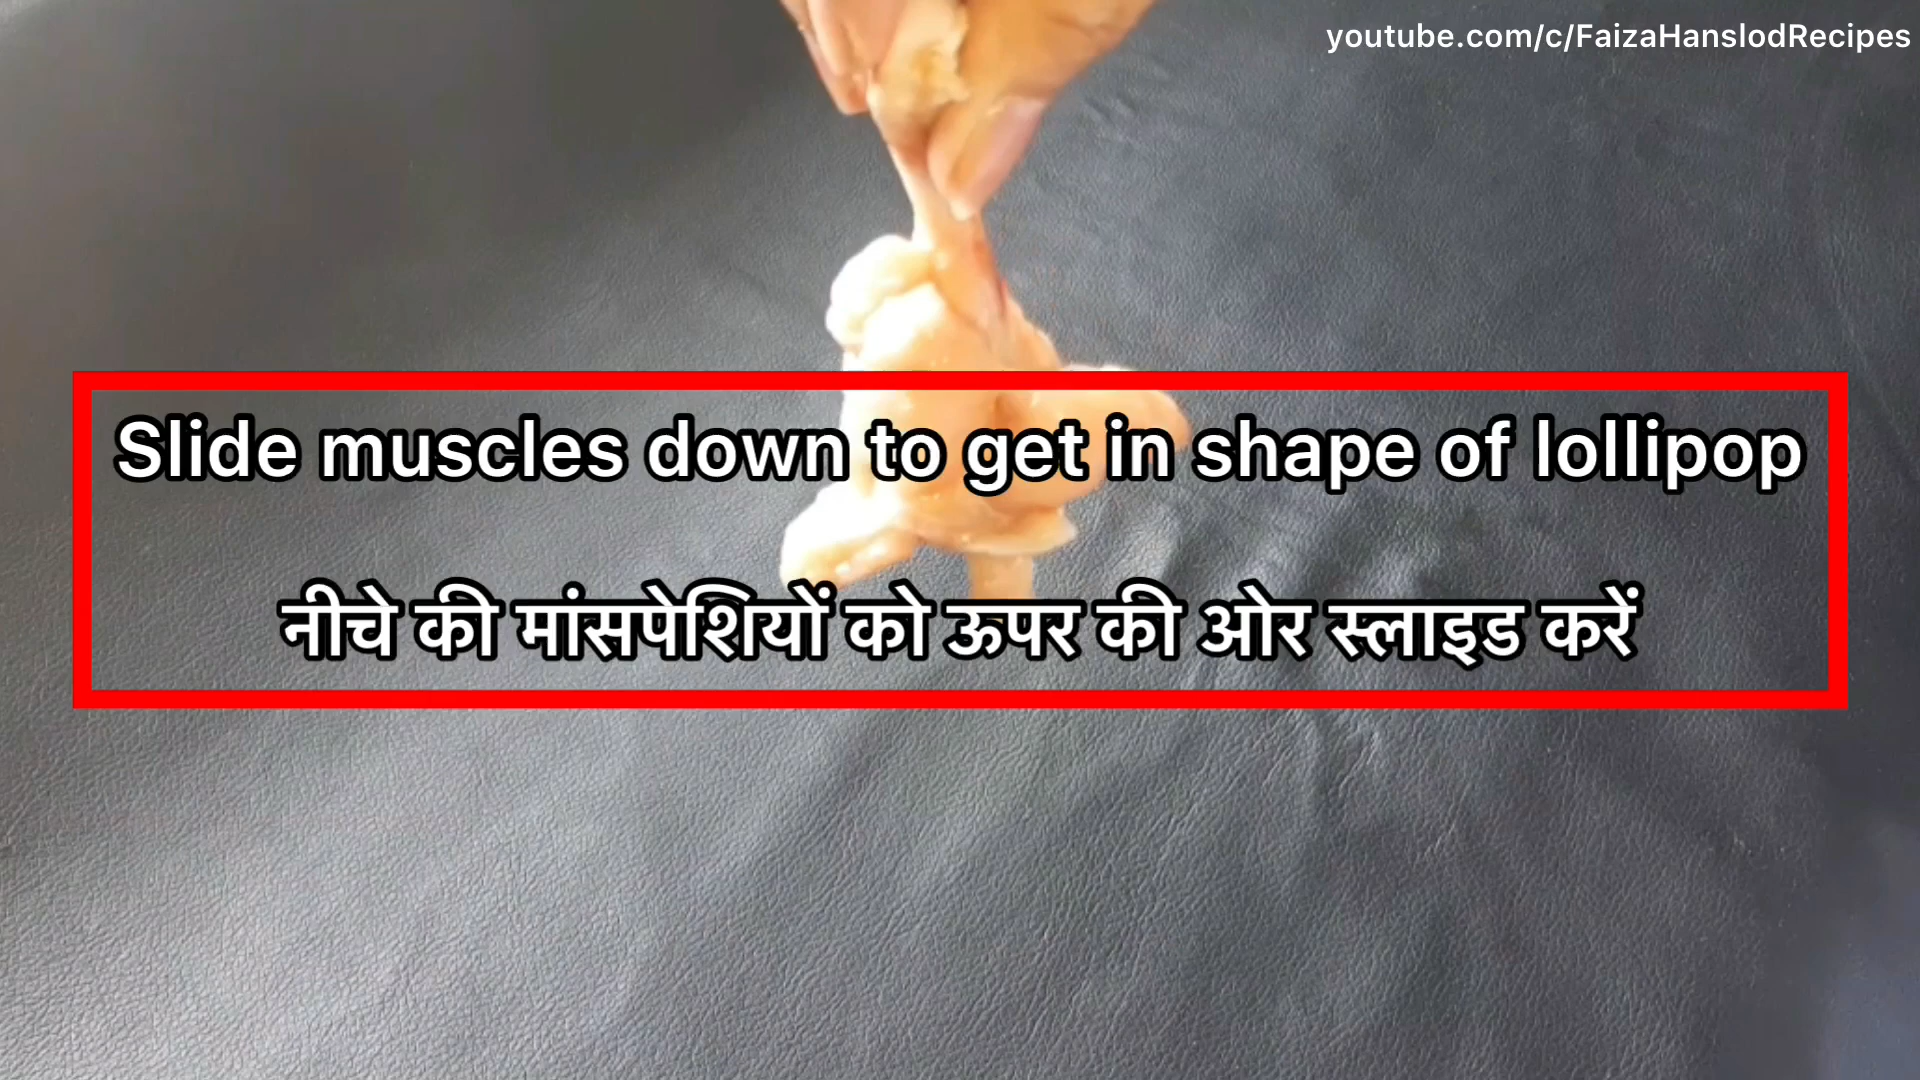 youtube.com/c/FaizaHanslodRecipes
Slide muscles down to get in shape of lollipop
नीचे की मांसपेशियों को ऊपर की ओर स्लाइड करें